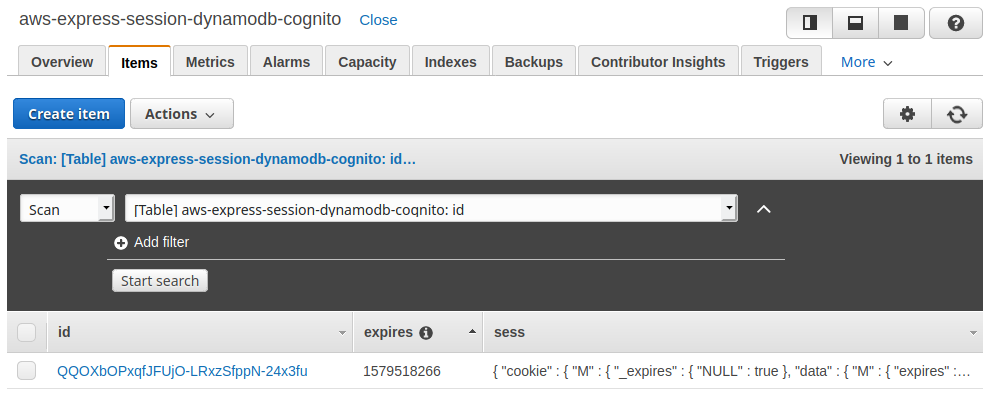 aws-express-session-dynamodb-cognito Close
Overview Items Metrics Alarms Capacity Indexes Backups Contributor Insights Triggers More
Create item Actions
Scan: [Table] aws-express-session-dynamodb-cognito: id… Viewing 1 to 1 items
Scan [Table] aws-express-session-dynamodb-cognito: id
Add filter
Start search
id expires sess
QQOXbOPxqfJFUjO-LRxzSfppN-24x3fu 1579518266 { "cookie" : { "M" : { "_expires" : { "NULL" : true }, "data" : { "M" : { "expires" :…